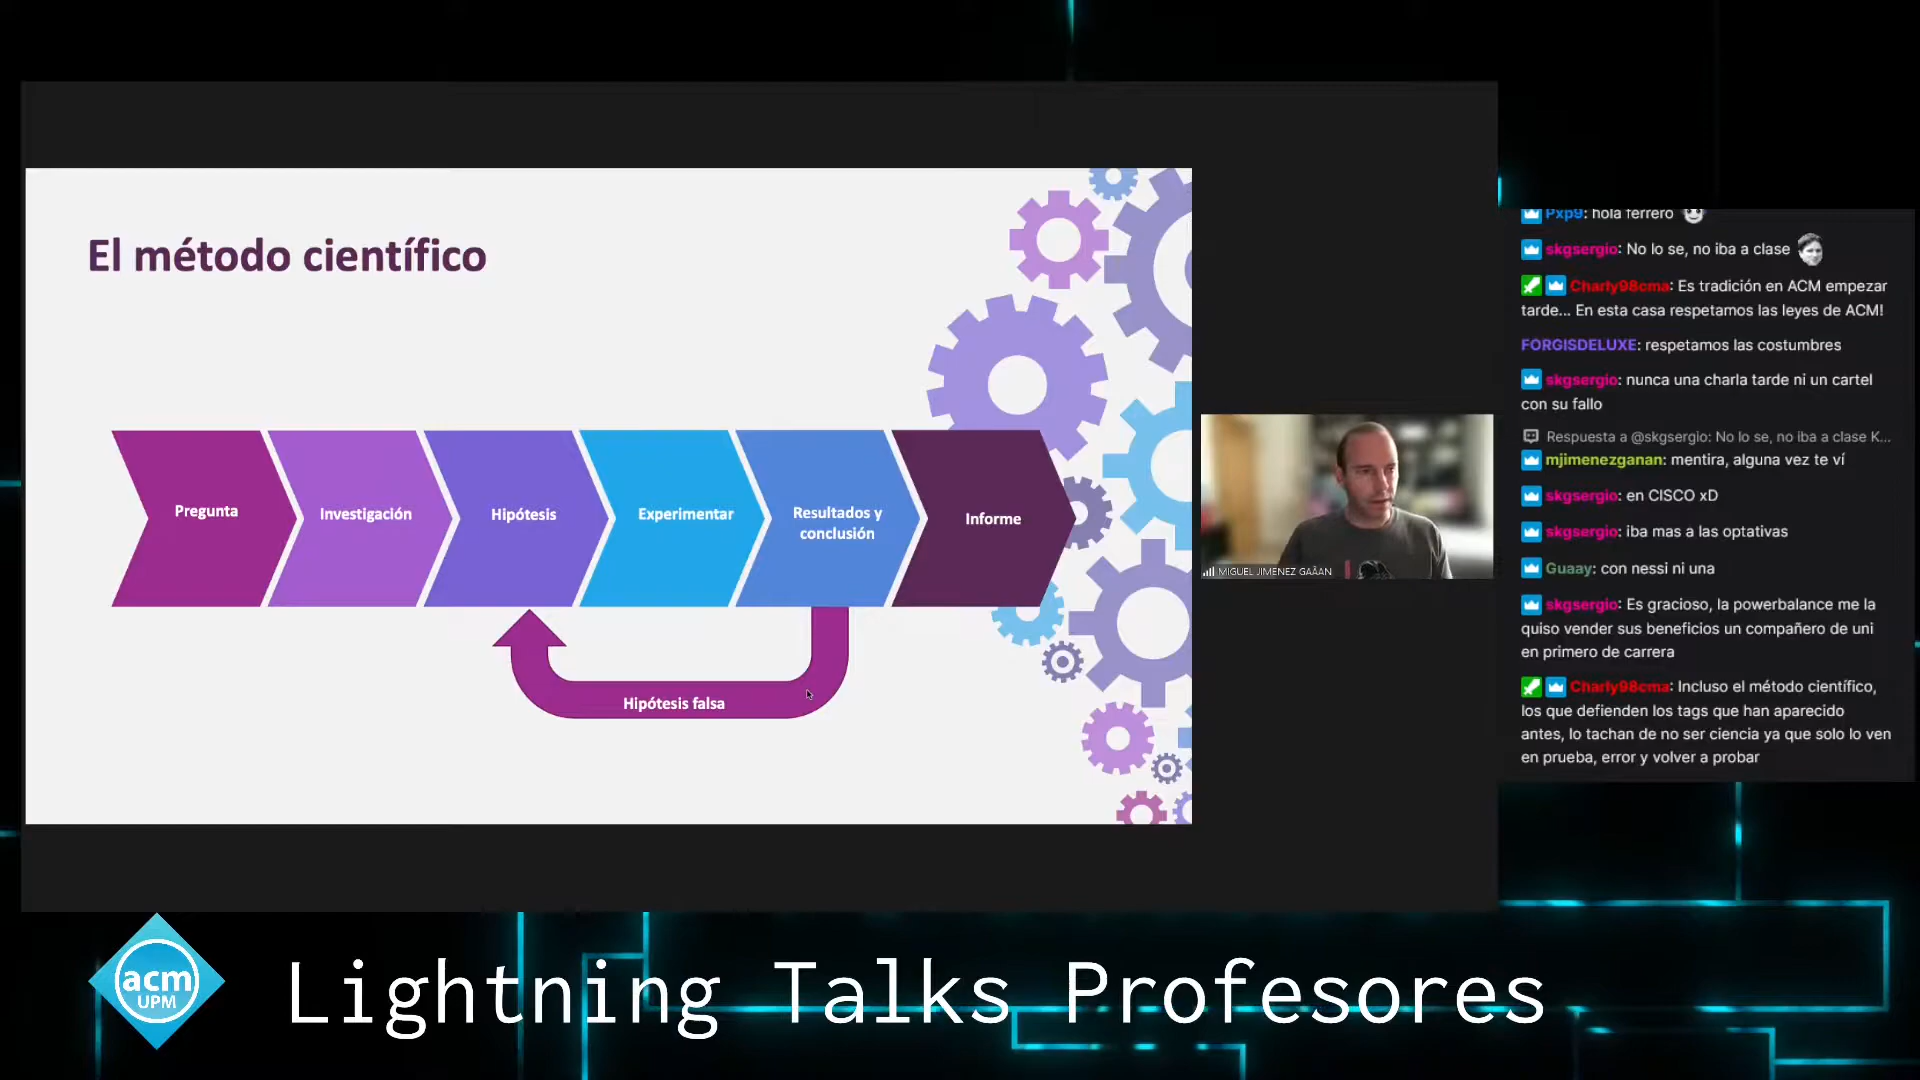 El método científico
Pregunta
Investigación
Hipótesis
Experimentar
Resultados y
conclusión
Informe
Hipótesis falsa
MIGUEL JIMENEZ GAÃAN
Pxp9: hola ferrero
skgsergio: No lo se, no iba a clase
Charly98cma: Es tradición en ACM empezar
tarde... En esta casa respetamos las leyes de ACM!
FORGISDELUXE: respetamos las costumbres
skgsergio: nunca una charla tarde ni un cartel
con su fallo
Respuesta a @skgsergio: No lo se, no iba a clase K...
mjimenezganan: mentira, alguna vez te ví
skgsergio: en CISCO xD
skgsergio: iba mas a las optativas
Guaay: con nessi ni una
skgsergio: Es gracioso, la powerbalance me la
quiso vender sus beneficios un compañero de uni
en primero de carrera
Charly98cma: Incluso el método científico,
los que defienden los tags que han aparecido
antes, lo tachan de no ser ciencia ya que solo lo ven
en prueba, error y volver a probar
acm
UPM
Lightning Talks Profesores